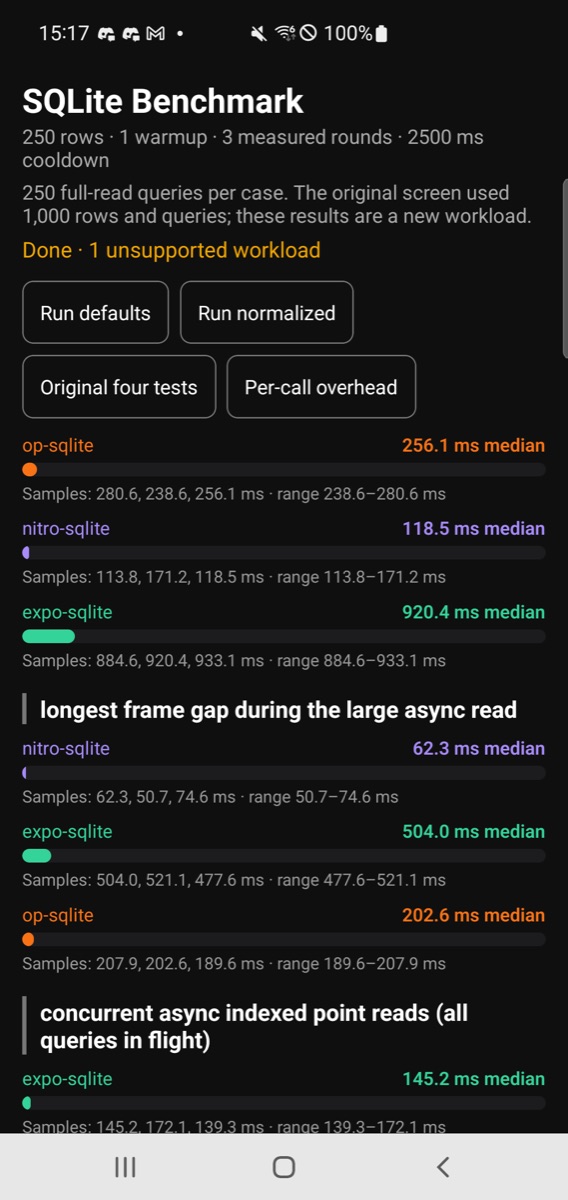 15:17
100%
SQLite Benchmark
250 rows · 1 warmup · 3 measured rounds · 2500 ms
cooldown
250 full-read queries per case. The original screen used
1,000 rows and queries; these results are a new workload.
Done · 1 unsupported workload
Run defaults
Run normalized
Original four tests
Per-call overhead
op-sqlite 256.1 ms median
Samples: 280.6, 238.6, 256.1 ms · range 238.6–280.6 ms
nitro-sqlite 118.5 ms median
Samples: 113.8, 171.2, 118.5 ms · range 113.8–171.2 ms
expo-sqlite 920.4 ms median
Samples: 884.6, 920.4, 933.1 ms · range 884.6–933.1 ms
longest frame gap during the large async read
nitro-sqlite 62.3 ms median
Samples: 62.3, 50.7, 74.6 ms · range 50.7–74.6 ms
expo-sqlite 504.0 ms median
Samples: 504.0, 521.1, 477.6 ms · range 477.6–521.1 ms
op-sqlite 202.6 ms median
Samples: 207.9, 202.6, 189.6 ms · range 189.6–207.9 ms
concurrent async indexed point reads (all
queries in flight)
expo-sqlite 145.2 ms median
Samples: 145.2, 172.1, 139.3 ms · range 139.3–172.1 ms